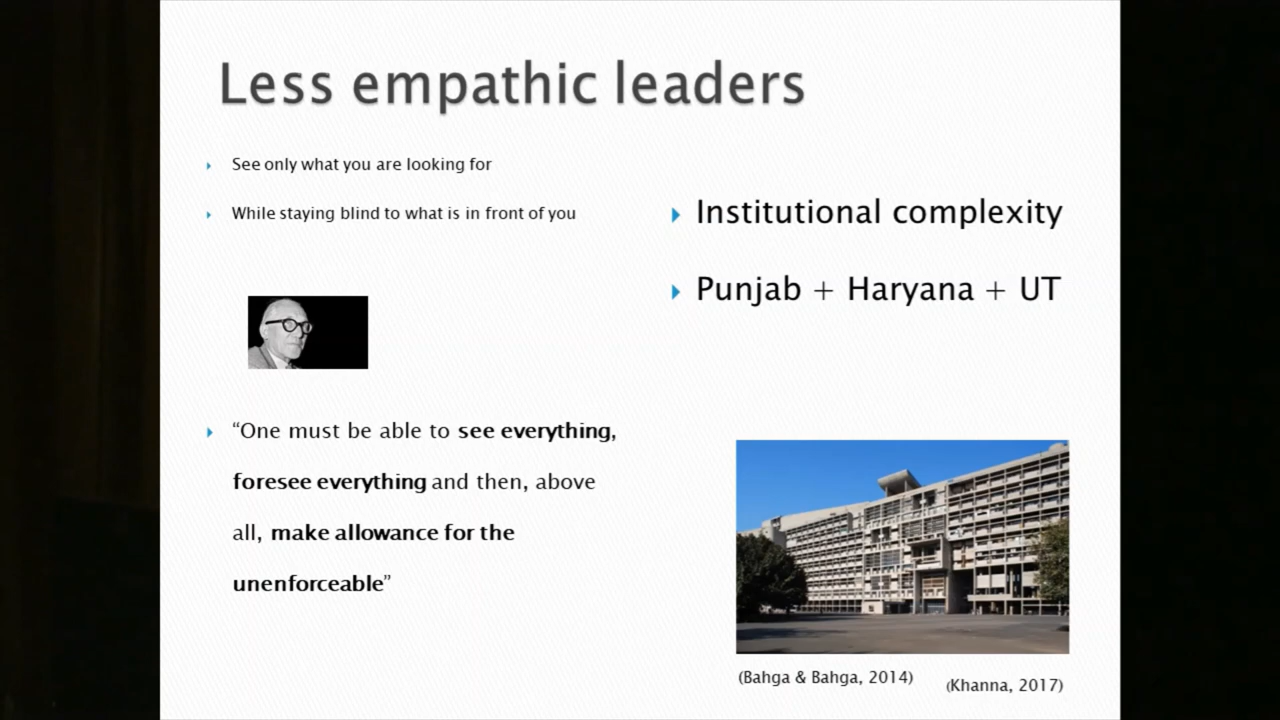 Less empathic leaders
See only what you are looking for
While staying blind to what is in front of you
“One must be able to see everything,
foresee everything and then, above
all, make allowance for the
unenforceable”
Institutional complexity
Punjab + Haryana + UT
(Bahga & Bahga, 2014)
(Khanna, 2017)